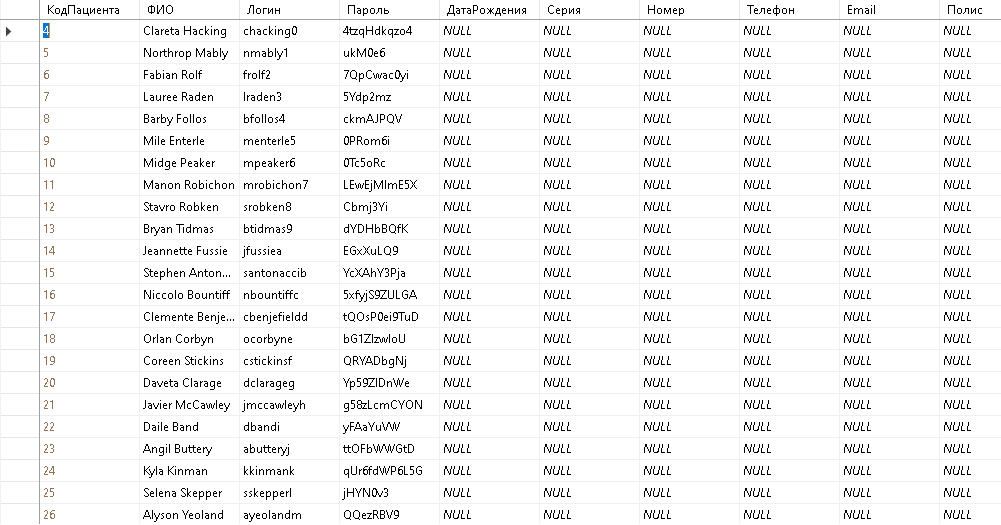 КодПациента ФИО Логин Пароль ДатаРождения Серия Номер Телефон Email Полис
4 Clareta Hacking chacking0 4tzqHdkqzo4 NULL NULL NULL NULL NULL NULL
5 Northrop Mably nmably1 ukM0e6 NULL NULL NULL NULL NULL NULL
6 Fabian Rolf frolf2 7QpCwac0yi NULL NULL NULL NULL NULL NULL
7 Lauree Raden lraden3 5Ydp2mz NULL NULL NULL NULL NULL NULL
8 Barby Follos bfollos4 ckmAJPQV NULL NULL NULL NULL NULL NULL
9 Mile Enterle menterle5 0PRom6i NULL NULL NULL NULL NULL NULL
10 Midge Peaker mpeaker6 0Tc5oRc NULL NULL NULL NULL NULL NULL
11 Manon Robichon mrobichon7 LEwEjMlmE5X NULL NULL NULL NULL NULL NULL
12 Stavro Robken srobken8 Cbmj3Yi NULL NULL NULL NULL NULL NULL
13 Bryan Tidmas btidmas9 dYDHbBQfK NULL NULL NULL NULL NULL NULL
14 Jeannette Fussie jfussiea EGxXuLQ9 NULL NULL NULL NULL NULL NULL
15 Stephen Anton... santonaccib YcXAhY3Pja NULL NULL NULL NULL NULL NULL
16 Niccolo Bountiff nbountiffc 5xfyjS9ZULGA NULL NULL NULL NULL NULL NULL
17 Clemente Benje... cbenjefieldd tQOsP0ei9TuD NULL NULL NULL NULL NULL NULL
18 Orlan Corbyn ocorbyne bG1ZIzwIoU NULL NULL NULL NULL NULL NULL
19 Coreen Stickins cstickinsf QRYADbgNj NULL NULL NULL NULL NULL NULL
20 Daveta Clarage dclarageg Yp59ZIDnWe NULL NULL NULL NULL NULL NULL
21 Javier McCawley jmccawleyh g58zLcmCYON NULL NULL NULL NULL NULL NULL
22 Daile Band dbandi yFAaYuVW NULL NULL NULL NULL NULL NULL
23 Angil Buttery abutteryj ttOFbWWGtD NULL NULL NULL NULL NULL NULL
24 Kyla Kinman kkinmank qUr6fdWP6L5G NULL NULL NULL NULL NULL NULL
25 Selena Skepper sskepperl jHYN0v3 NULL NULL NULL NULL NULL NULL
26 Alyson Yeoland ayeolandm QQezRBV9 NULL NULL NULL NULL NULL NULL